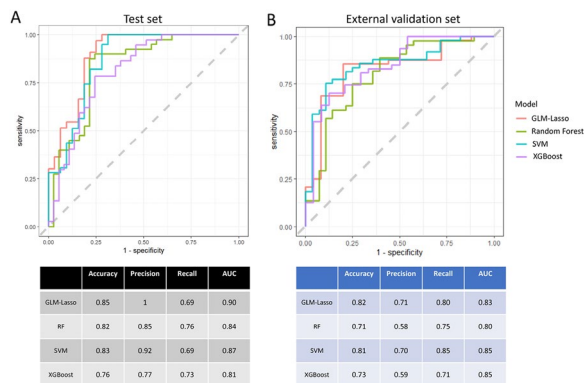 A
Test set
1.00
0.75
0.50
0.25
0.00
sensitivity
0.00 0.25 0.50 0.75 1.00
1 - specificity
Accuracy Precision Recall AUC
GLM-Lasso 0.85 1 0.69 0.90
RF 0.82 0.85 0.76 0.84
SVM 0.83 0.92 0.69 0.87
XGBoost 0.76 0.77 0.73 0.81
B
External validation set
1.00
0.75
0.50
0.25
0.00
sensitivity
0.00 0.25 0.50 0.75 1.00
1 - specificity
Model
GLM-Lasso
Random Forest
SVM
XGBoost
Accuracy Precision Recall AUC
GLM-Lasso 0.82 0.71 0.80 0.83
RF 0.71 0.58 0.75 0.80
SVM 0.81 0.70 0.85 0.85
XGBoost 0.73 0.59 0.71 0.85